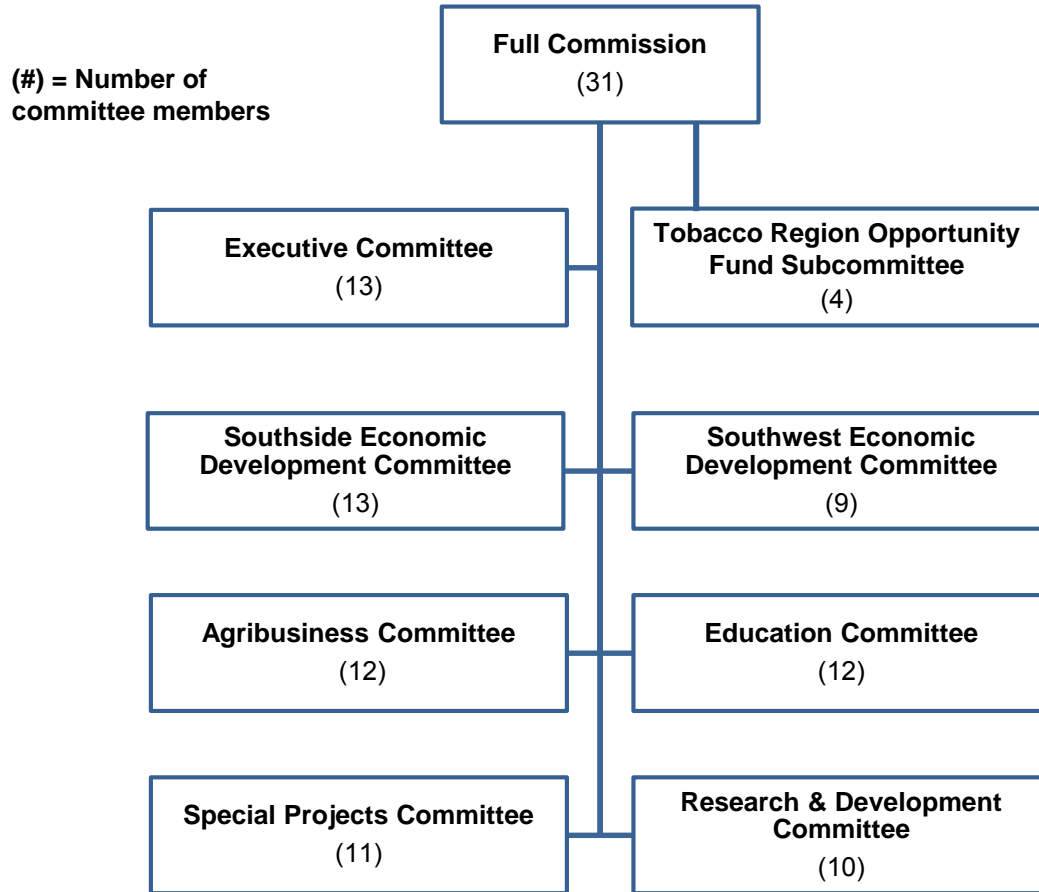 Full Commission
(31)
(#) = Number of
committee members
Executive Committee
(13)
Tobacco Region Opportunity
Fund Subcommittee
(4)
Southside Economic
Development Committee
(13)
Southwest Economic
Development Committee
(9)
Agribusiness Committee
(12)
Education Committee
(12)
Special Projects Committee
(11)
Research & Development
Committee
(10)